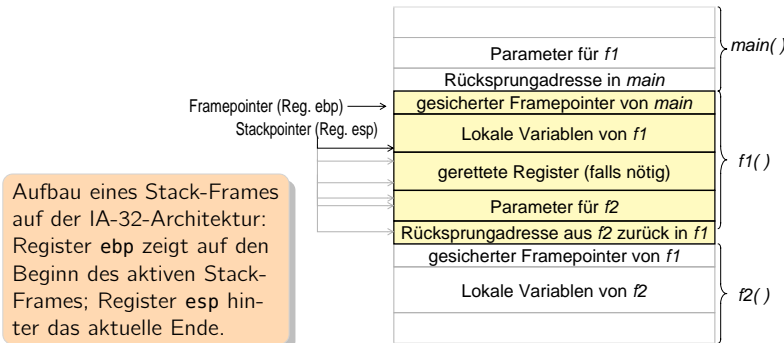 Parameter für f1
Rücksprungadresse in main
main( )
Framepointer (Reg. ebp)
gesicherter Framepointer von main
Stackpointer (Reg. esp)
Lokale Variablen von f1
gerettete Register (falls nötig)
f1( )
Parameter für f2
Rücksprungadresse aus f2 zurück in f1
gesicherter Framepointer von f1
Lokale Variablen von f2
f2( )
Aufbau eines Stack-Frames
auf der IA-32-Architektur:
Register ebp zeigt auf den
Beginn des aktiven Stack-
Frames; Register esp hin-
ter das aktuelle Ende.